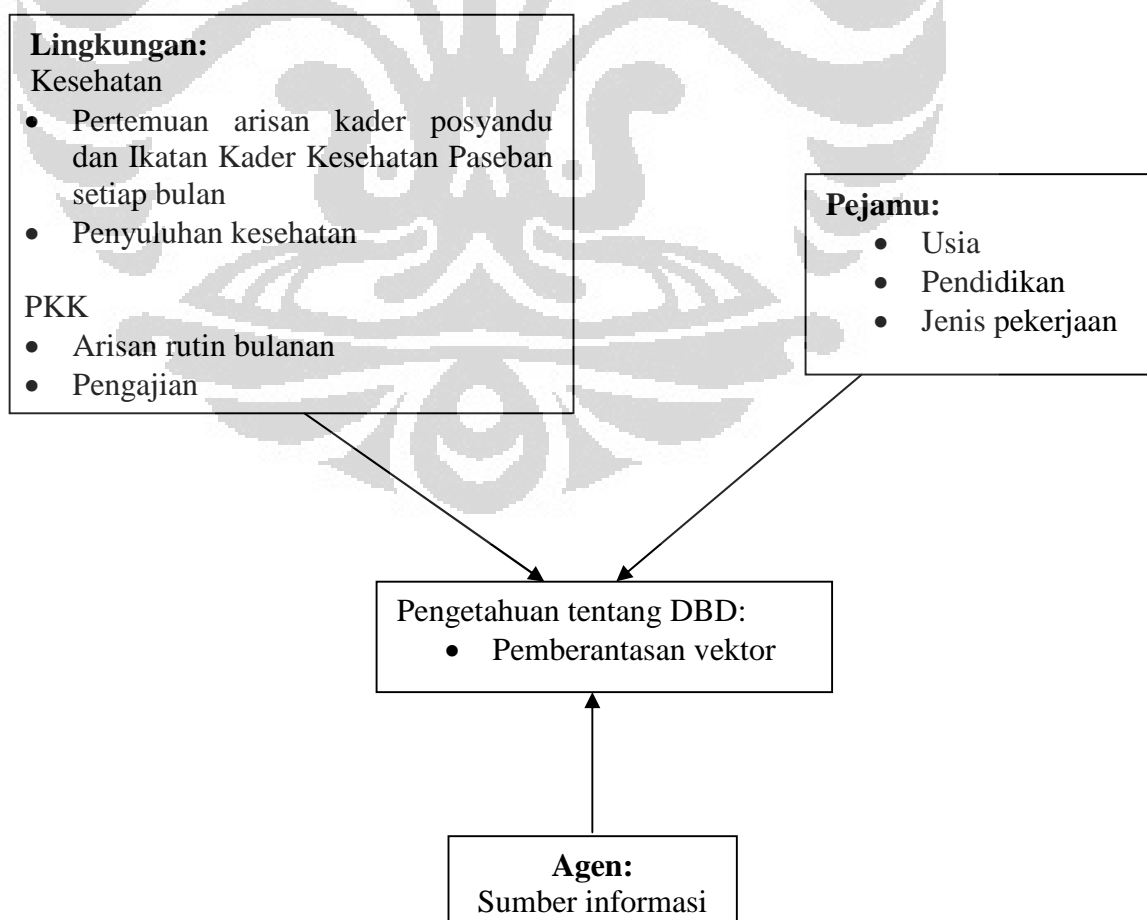 Lingkungan:
Kesehatan
• Pertemuan arisan kader posyandu
dan Ikatan Kader Kesehatan Paseban
setiap bulan
• Penyuluhan kesehatan
PKK
• Arisan rutin bulanan
• Pengajian
Pejamu:
• Usia
• Pendidikan
• Jenis pekerjaan
Pengetahuan tentang DBD:
• Pemberantasan vektor
Agen:
Sumber informasi